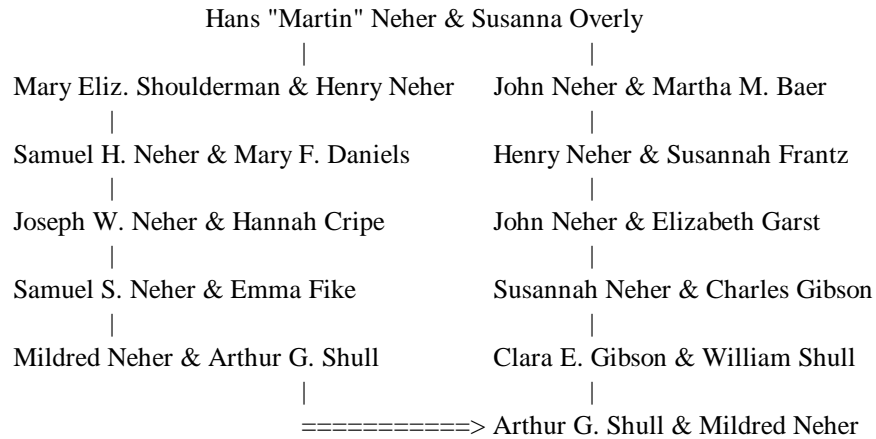 Hans "Martin" Neher & Susanna Overly
| |
Mary Eliz. Shoulderman & Henry Neher John Neher & Martha M. Baer
| |
Samuel H. Neher & Mary F. Daniels Henry Neher & Susannah Frantz
| |
Joseph W. Neher & Hannah Cripe John Neher & Elizabeth Garst
| |
Samuel S. Neher & Emma Fike Susannah Neher & Charles Gibson
| |
Mildred Neher & Arthur G. Shull Clara E. Gibson & William Shull
| |
===========> Arthur G. Shull & Mildred Neher